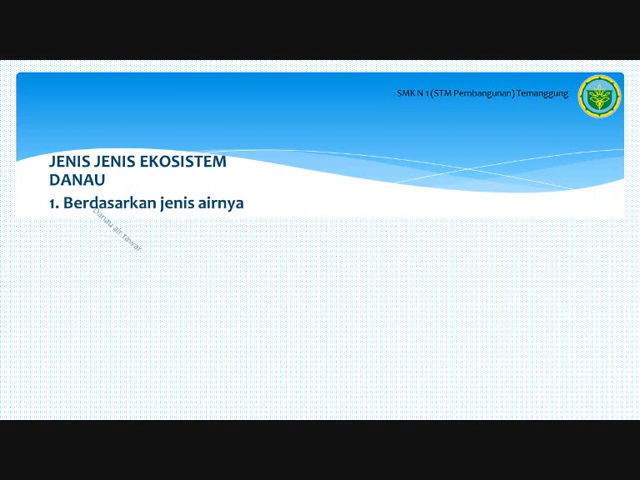 SMK N 1 (STM Pembangunan) Temanggung
JENIS JENIS EKOSISTEM
DANAU
1. Berdasarkan jenis airnya
Danau air tawar